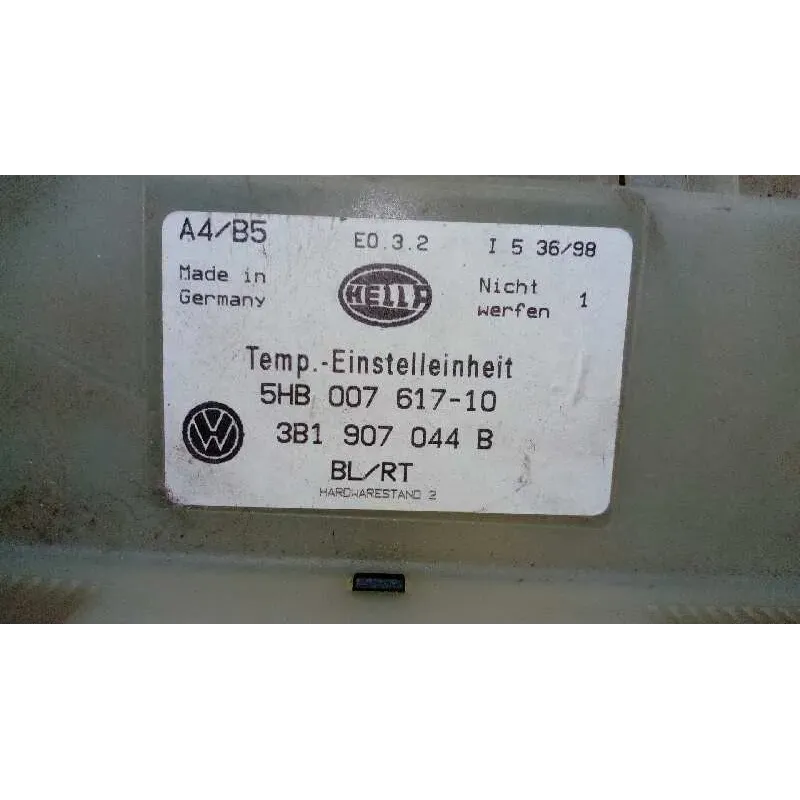 A4/B5 E0.3.2 I 5 36/98
Made in Germany
HELLA
Nicht werfen 1
Temp.-Einstelleinheit
5HB 007 617-10
VW
3B1 907 044 B
BL/RT
HARDWARESTAND 2